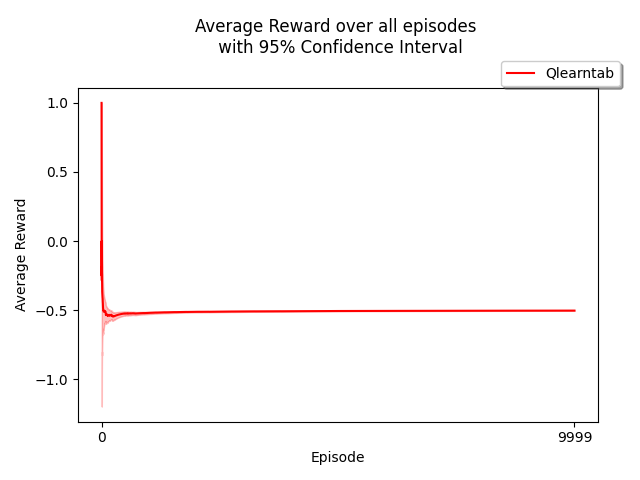 Average Reward over all episodes
with 95% Confidence Interval
Qlearntab
1.0
0.5
0.0
−0.5
−1.0
Average Reward
0
9999
Episode